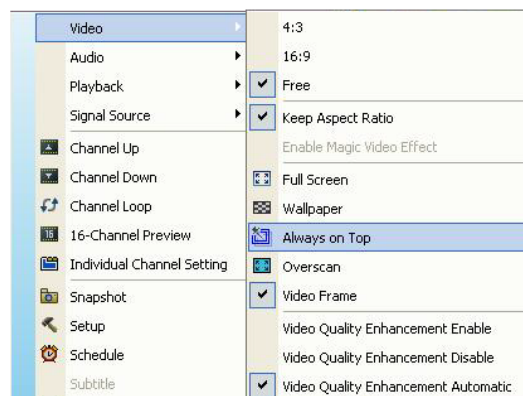 Video
Audio
Playback
Signal Source
Channel Up
Channel Down
Channel Loop
16
16-Channel Preview
Individual Channel Setting
Snapshot
Setup
Schedule
Subtitle
4:3
16:9
Free
Keep Aspect Ratio
Enable Magic Video Effect
Full Screen
Wallpaper
Always on Top
Overscan
Video Frame
Video Quality Enhancement Enable
Video Quality Enhancement Disable
Video Quality Enhancement Automatic